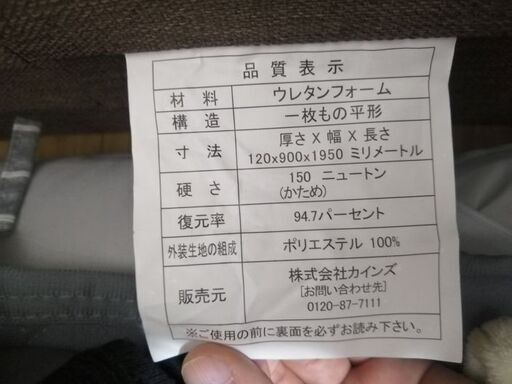 品質表示
材料 ウレタンフォーム
構造 一枚もの平形
寸法 厚さ X 幅 X 長さ
120x900x1950 ミリメートル
硬さ 150 ニュートン
(かため)
復元率 94.7パーセント
外装生地の組成 ポリエステル 100%
販売元 株式会社カインズ
[お問い合わせ先]
0120-87-7111
※ご使用の前に裏面を必ずお読み下さい。